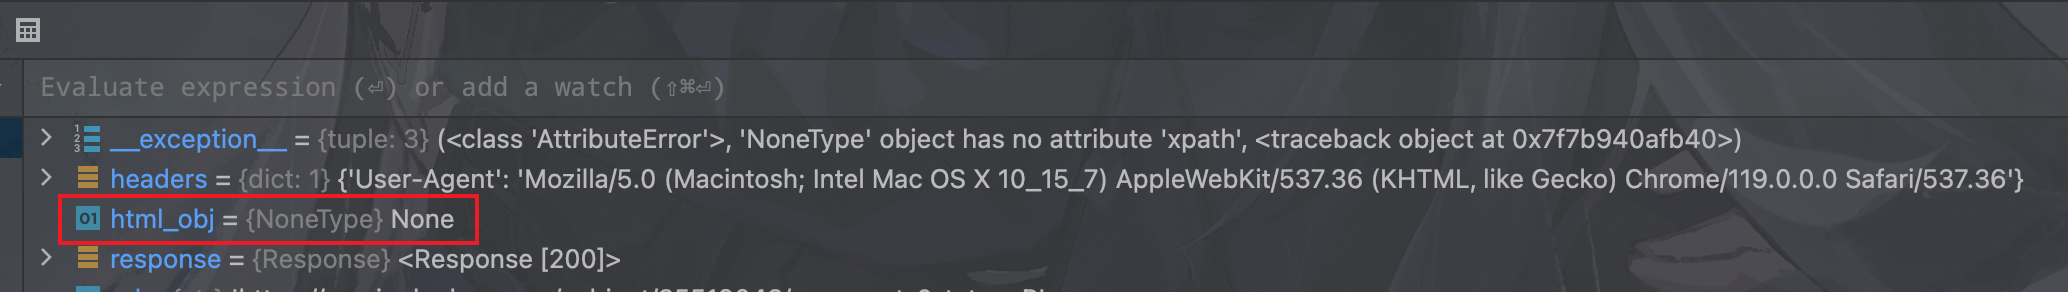 Evaluate expression (⏎) or add a watch (⇧⌘⏎)
__exception__ = {tuple: 3} (<class 'AttributeError'>, 'NoneType' object has no attribute 'xpath', <traceback object at 0x7f7b940afb40>)
headers = {dict: 1} {'User-Agent': 'Mozilla/5.0 (Macintosh; Intel Mac OS X 10_15_7) AppleWebKit/537.36 (KHTML, like Gecko) Chrome/119.0.0.0 Safari/537.36'}
html_obj = {NoneType} None
response = {Response} <Response [200]>